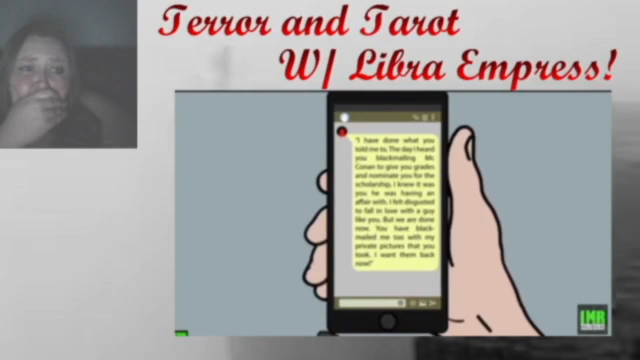 Terror and Tarot
W/ Libra Empress!
"I have done what you
told me to. The day I heard
you blackmailing Mr.
Conan to give you grades
and nominate you for the
scholarship, I knew it was
you he was having an
affair with. I felt disgusted
to fall in love with a guy
like you. But we are done
now. You have black-
mailed me too with my
private pictures that you
took. I want them back
now!"
LMR